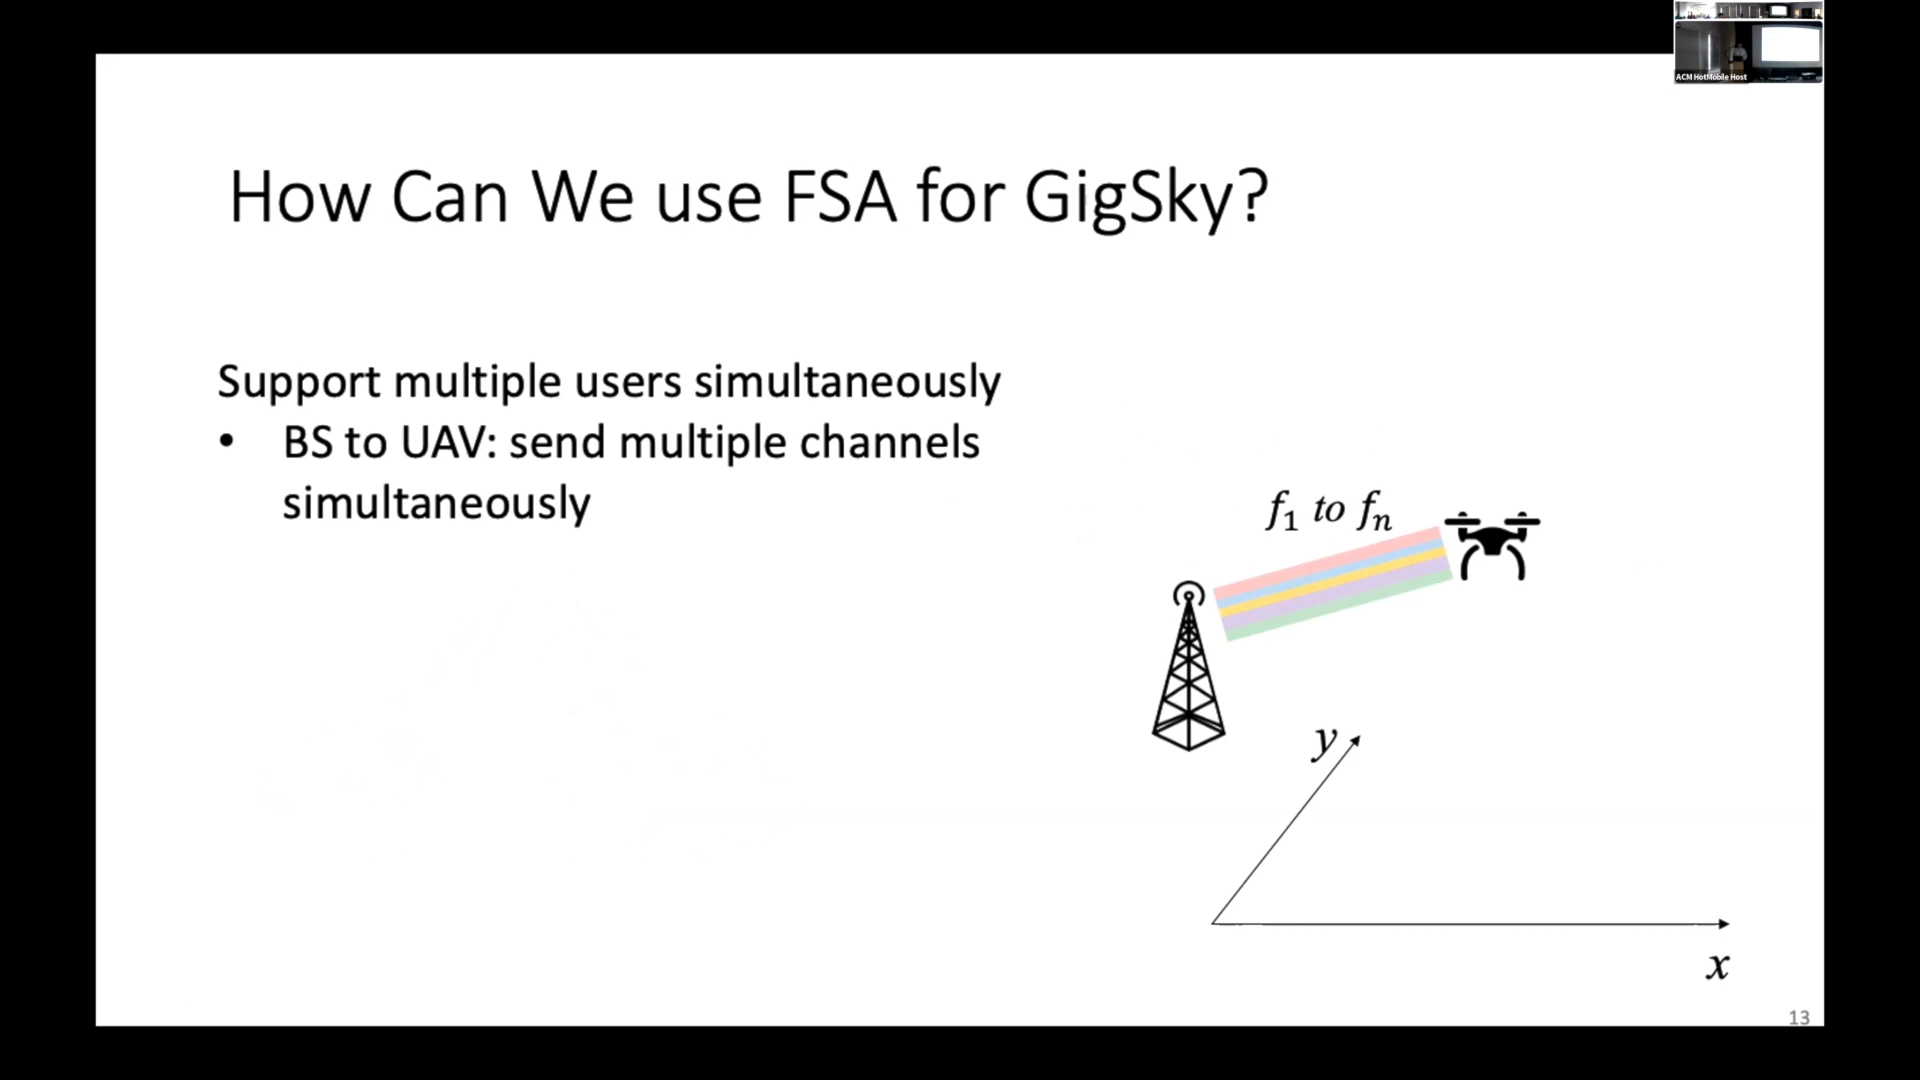 ACM HotMobile Host
How Can We use FSA for GigSky?
Support multiple users simultaneously
• BS to UAV: send multiple channels
simultaneously
f₁ to fₙ
y
x
13